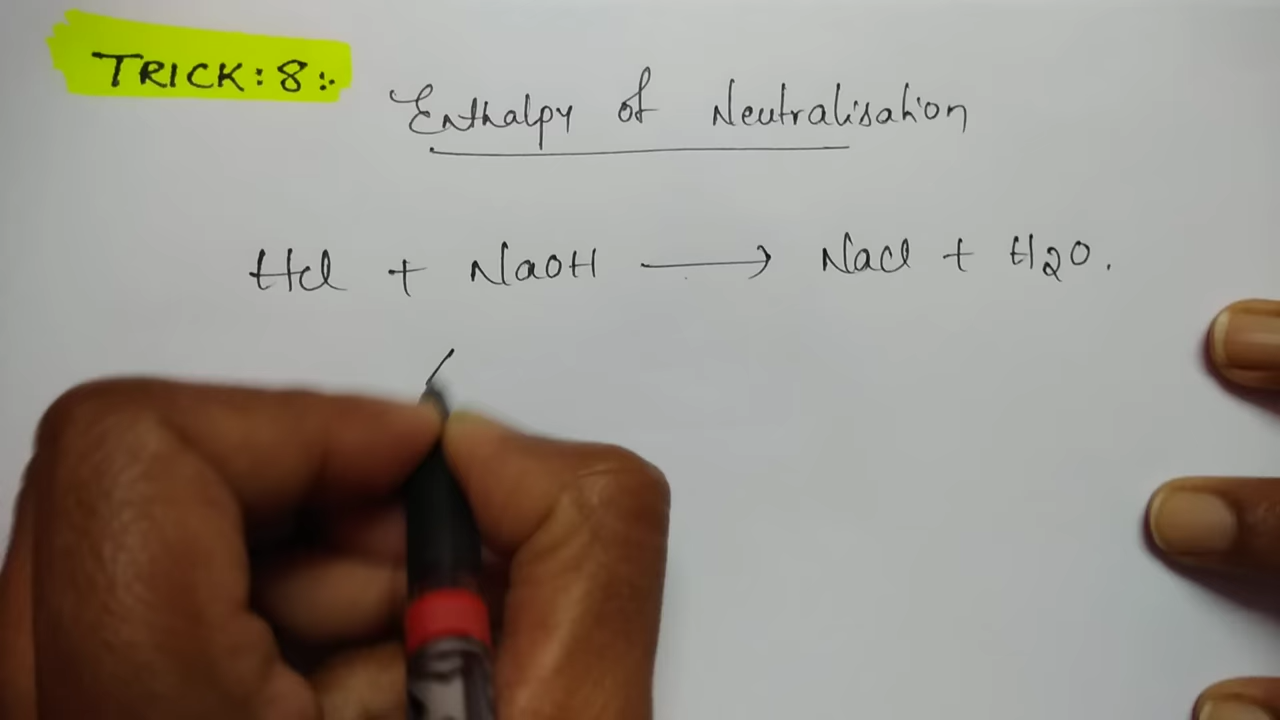 TRICK:8:-
Enthalpy of Neutralisation
HCl + NaOH → NaCl + H2O.